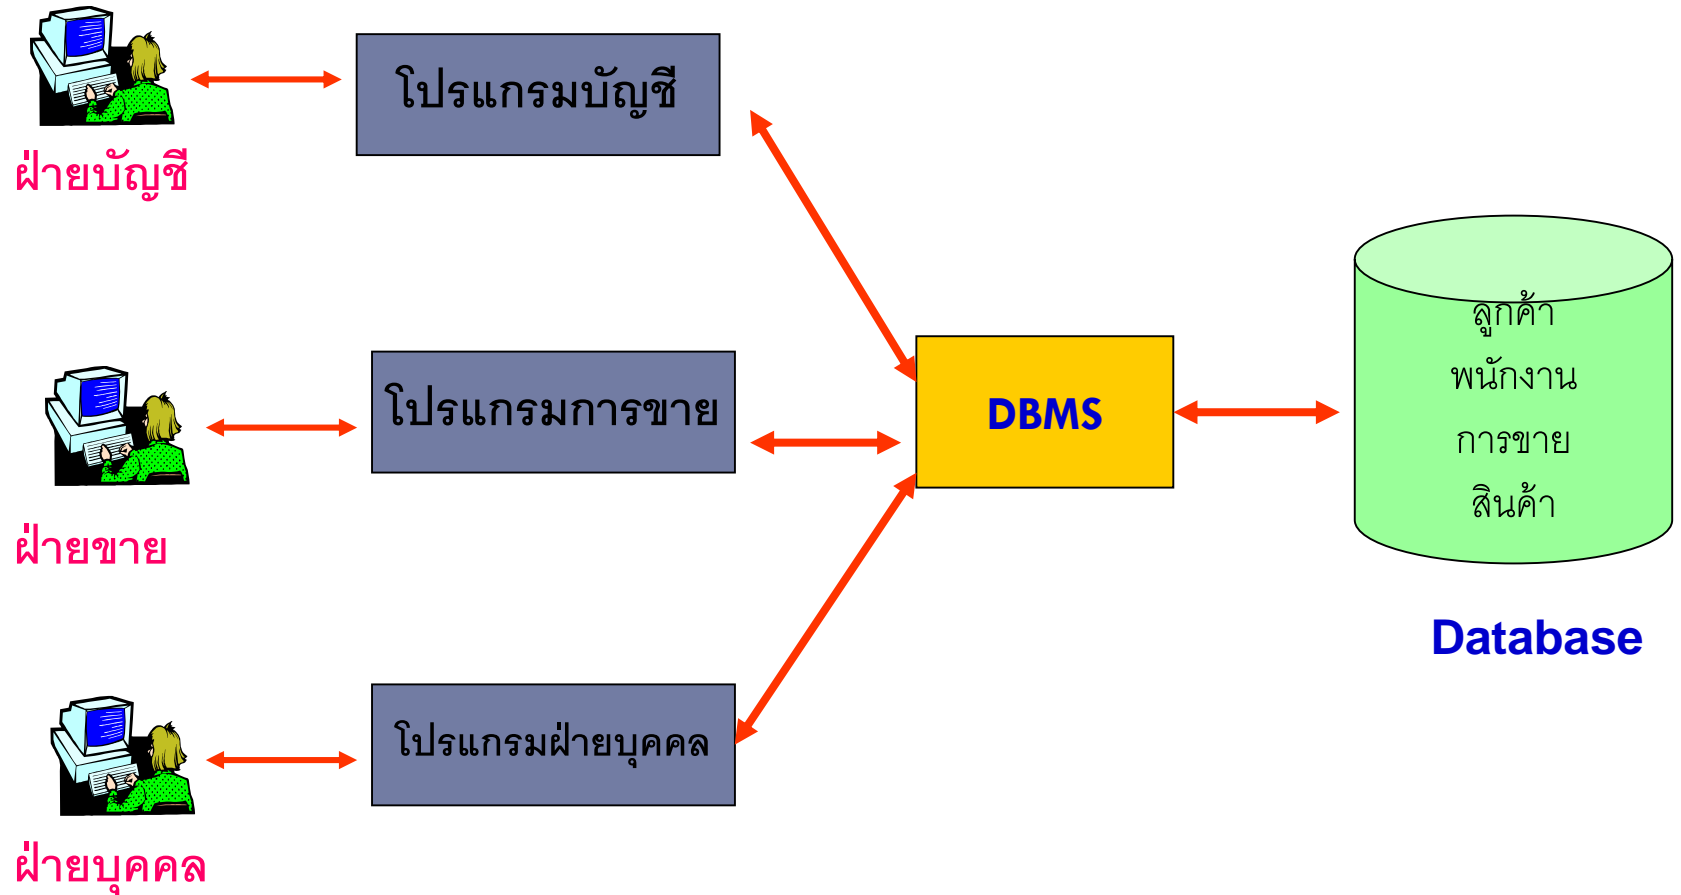 โปรแกรมบัญชี
ฝ่ายบัญชี
โปรแกรมการขาย
ฝ่ายขาย
โปรแกรมฝ่ายบุคคล
ฝ่ายบุคคล
DBMS
ลูกค้า
พนักงาน
การขาย
สินค้า
Database